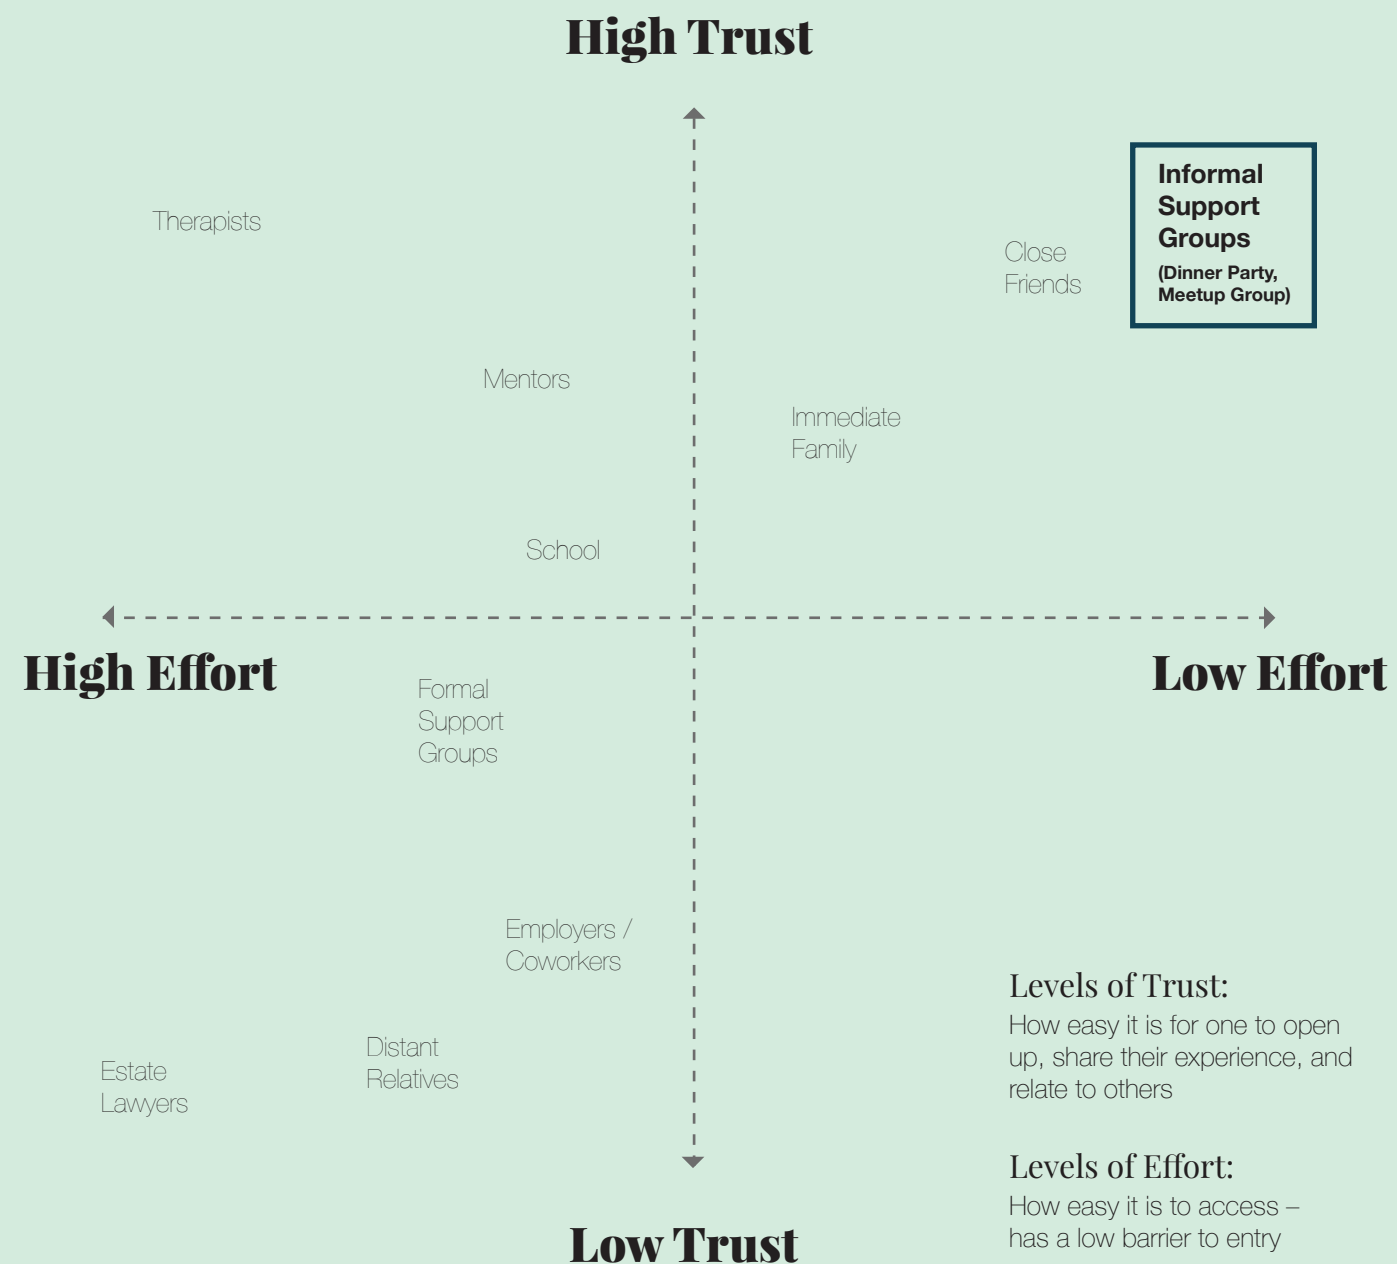 High Trust
Therapists
Informal
Support
Groups
(Dinner Party,
Meetup Group)
Close
Friends
Mentors
Immediate
Family
School
High Effort
Low Effort
Formal
Support
Groups
Employers /
Coworkers
Distant
Relatives
Estate
Lawyers
Levels of Trust:
How easy it is for one to open
up, share their experience, and
relate to others
Levels of Effort:
How easy it is to access –
has a low barrier to entry
Low Trust